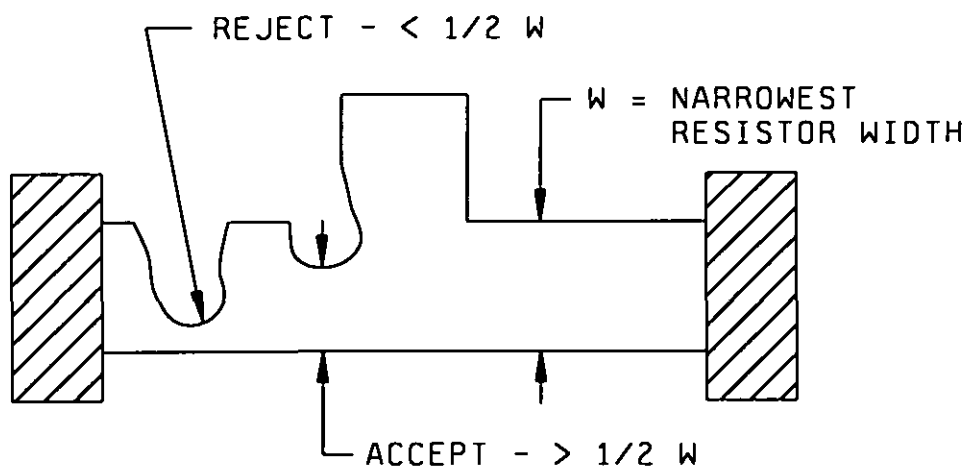 REJECT - < 1/2 W
W = NARROWEST
RESISTOR WIDTH
ACCEPT - > 1/2 W